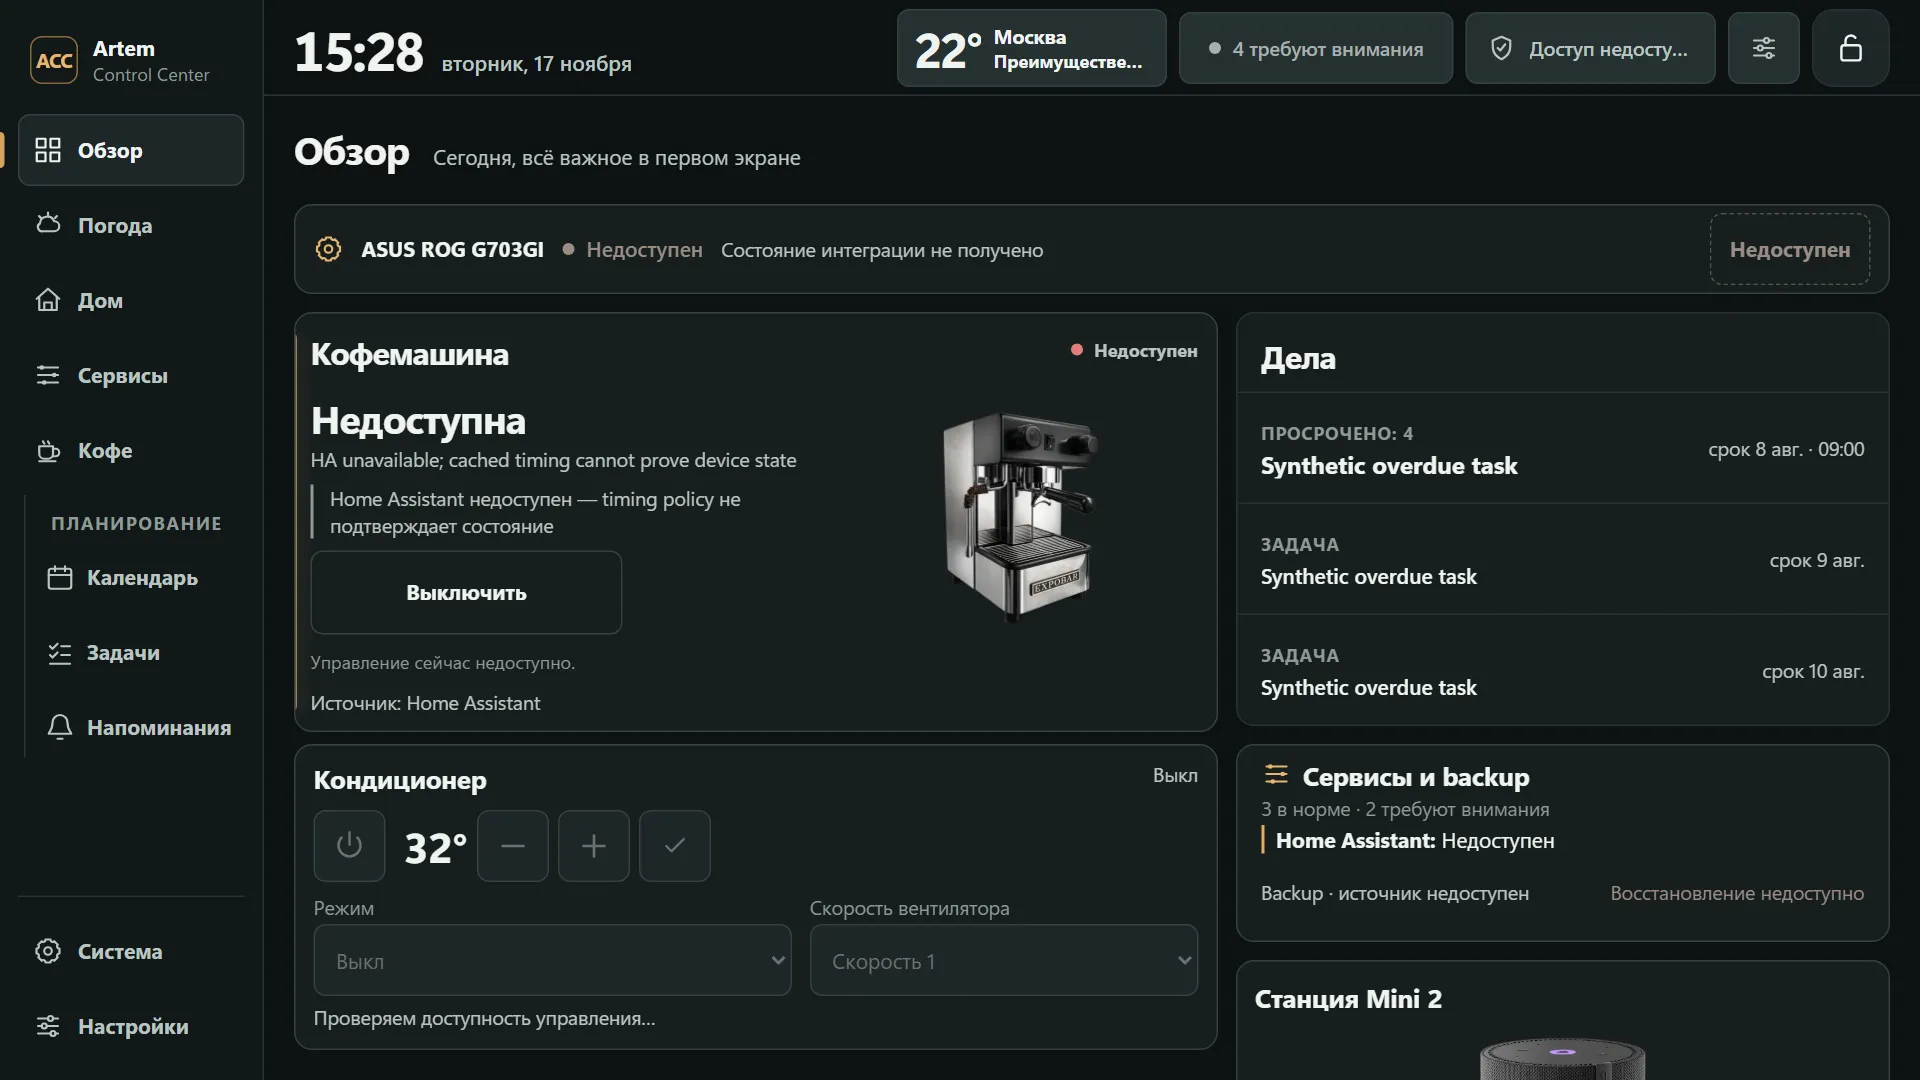 ACC
Artem
Control Center
Обзор
Погода
Дом
Сервисы
Кофе
ПЛАНИРОВАНИЕ
Календарь
Задачи
Напоминания
Система
Настройки
15:28 вторник, 17 ноября
22° Москва
Преимуществе...
4 требуют внимания
Доступ недосту...
Обзор Сегодня, всё важное в первом экране
ASUS ROG G703GI Недоступен Состояние интеграции не получено
Недоступен
Кофемашина
Недоступен
Недоступна
HA unavailable; cached timing cannot prove device state
Home Assistant недоступен — timing policy не
подтверждает состояние
Выключить
Управление сейчас недоступно.
Источник: Home Assistant
EXPOBAR
Дела
ПРОСРОЧЕНО: 4
Synthetic overdue task
срок 8 авг. · 09:00
ЗАДАЧА
Synthetic overdue task
срок 9 авг.
ЗАДАЧА
Synthetic overdue task
срок 10 авг.
Кондиционер
Выкл
32°
Режим
Выкл
Скорость вентилятора
Скорость 1
Проверяем доступность управления...
Сервисы и backup
3 в норме · 2 требуют внимания
Home Assistant: Недоступен
Backup · источник недоступен
Восстановление недоступно
Станция Mini 2